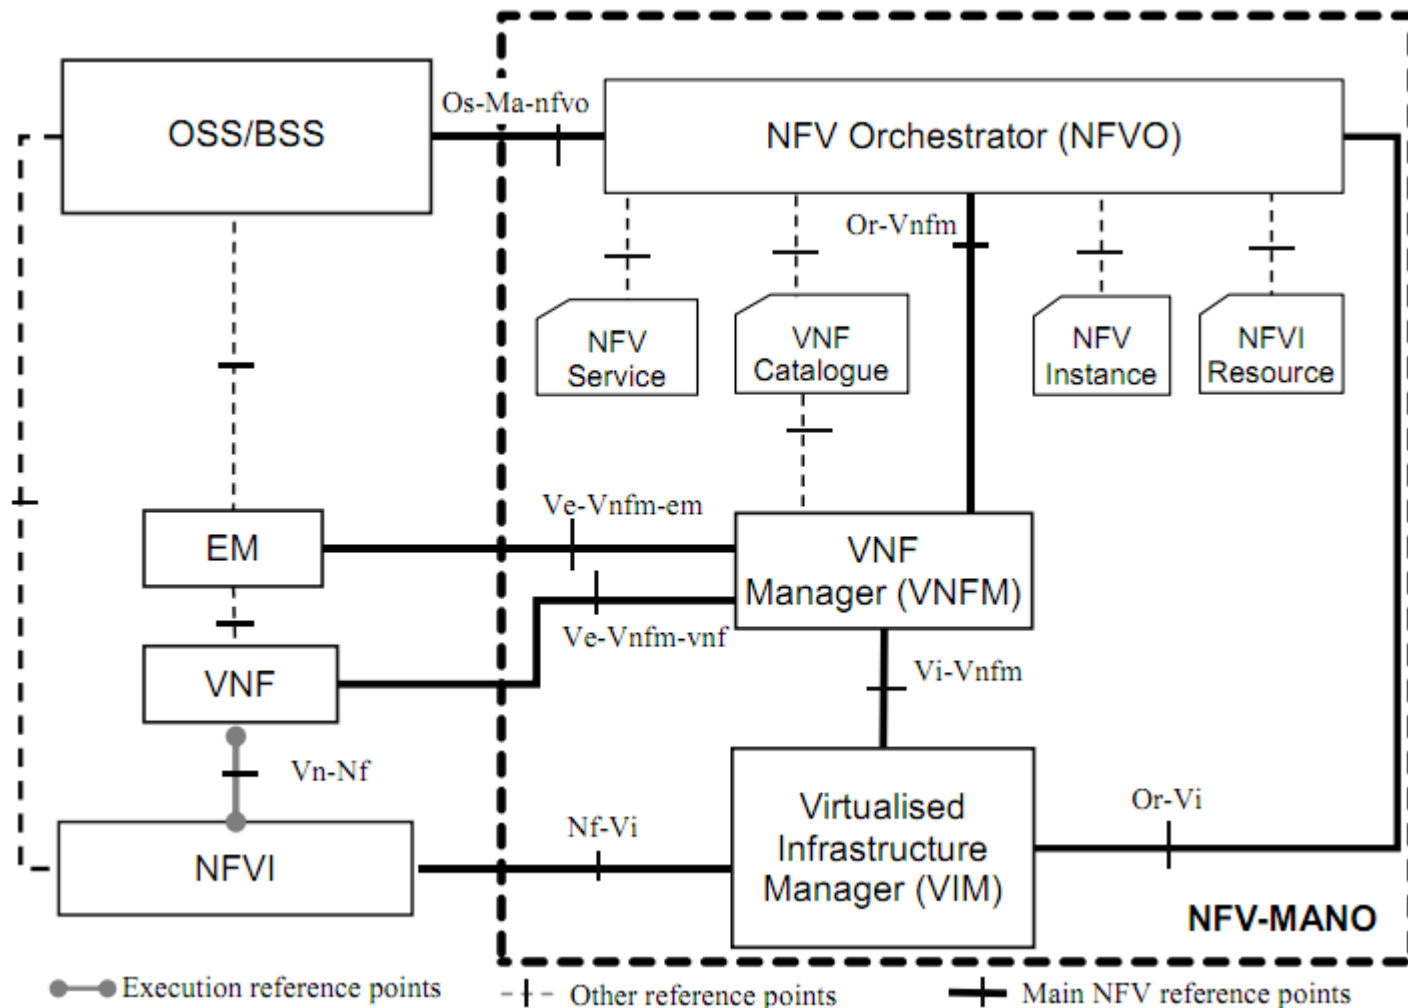 Os-Ma-nfvo
OSS/BSS
NFV Orchestrator (NFVO)
Or-Vnfm
NFV
Service
VNF
Catalogue
NFV
Instance
NFVI
Resource
Ve-Vnfm-em
EM
VNF
Manager (VNFM)
Ve-Vnfm-vnf
VNF
Vi-Vnfm
Vn-Nf
Nf-Vi
Virtualised
Infrastructure
Manager (VIM)
Or-Vi
NFVI
NFV-MANO
Execution reference points
Other reference points
Main NFV reference points